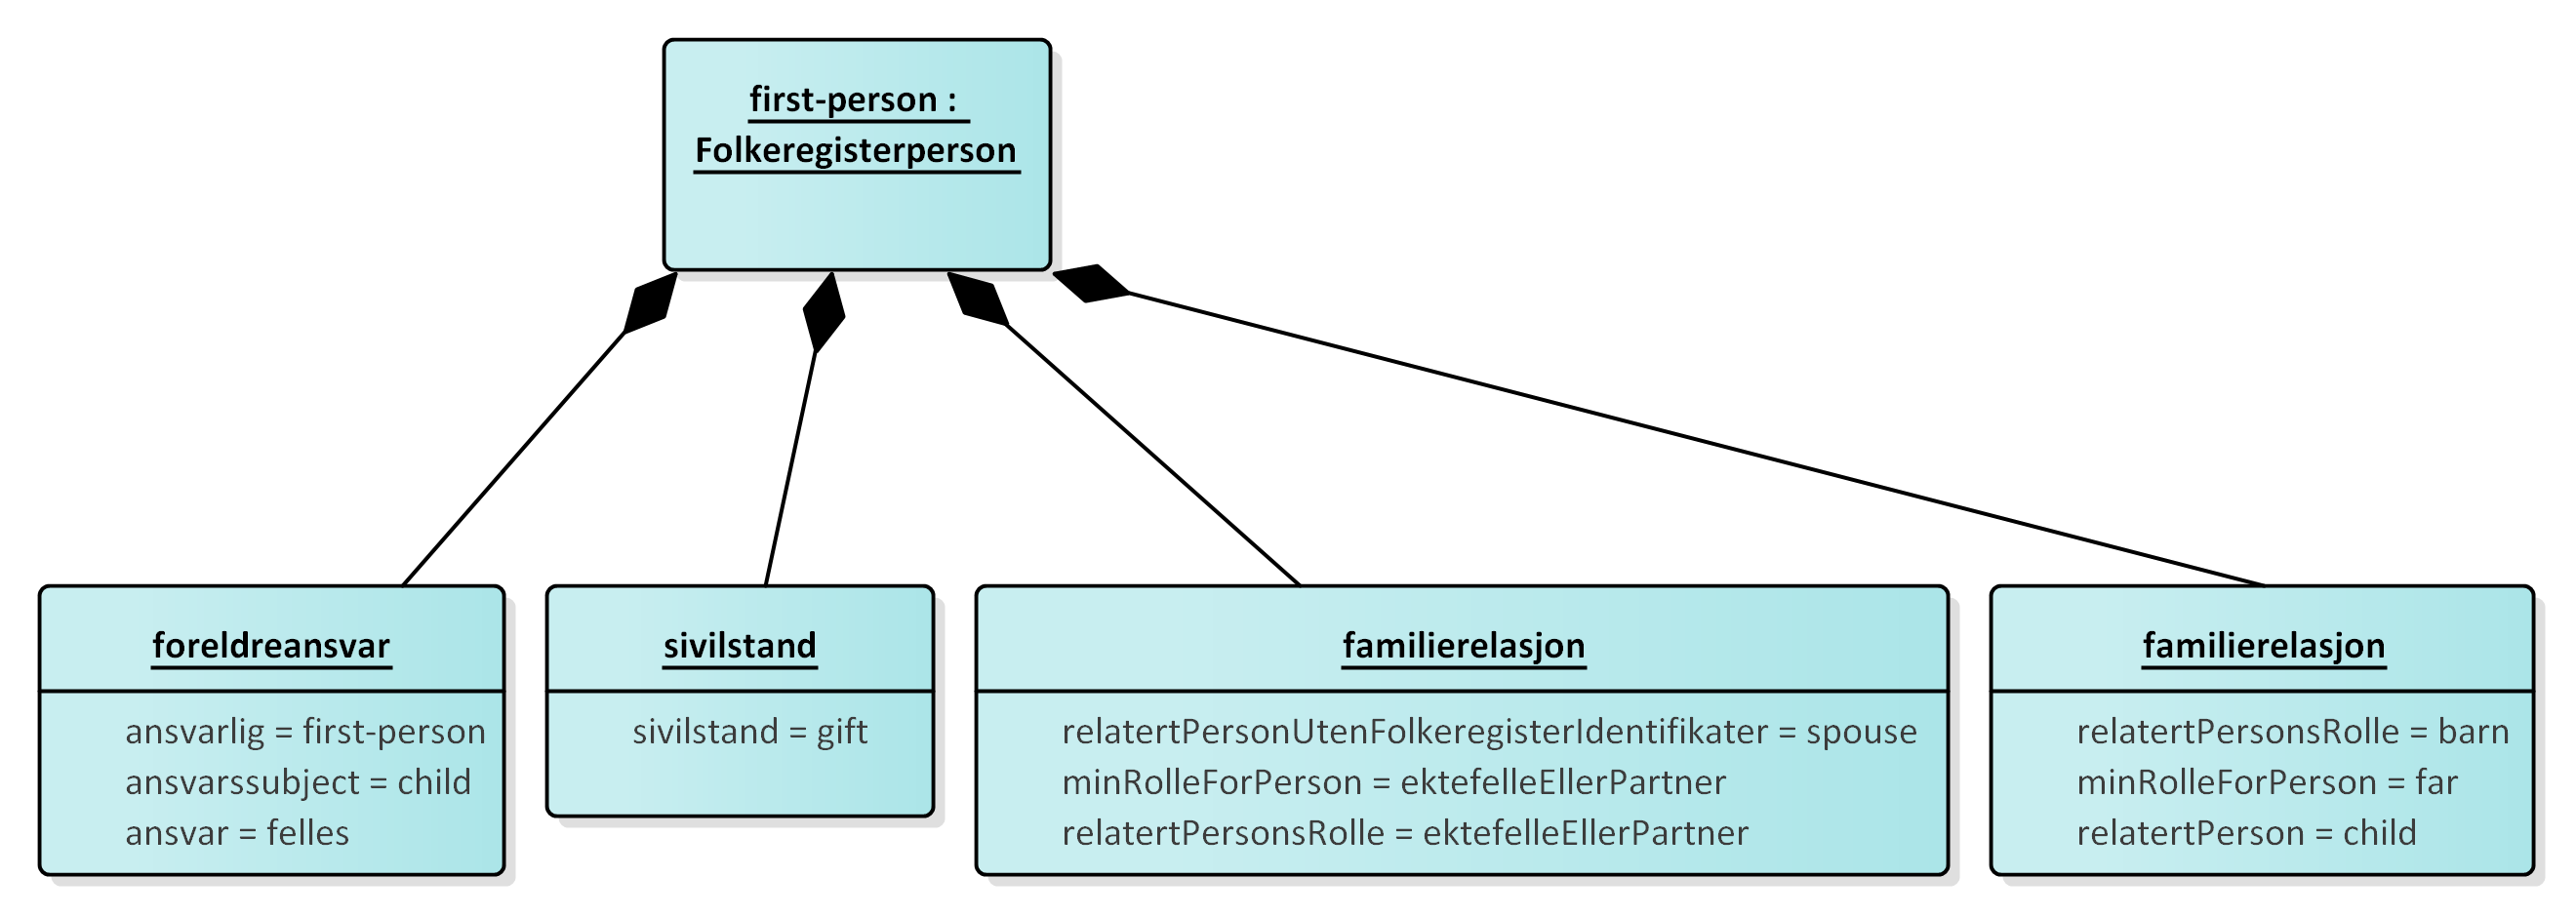 first-person :
Folkeregisterperson
foreldreansvar
ansvarlig = first-person
ansvarssubject = child
ansvar = felles
sivilstand
sivilstand = gift
familierelasjon
relatertPersonUtenFolkeregisterIdentifikater = spouse
minRolleForPerson = ektefelleEllerPartner
relatertPersonsRolle = ektefelleEllerPartner
familierelasjon
relatertPersonsRolle = barn
minRolleForPerson = far
relatertPerson = child